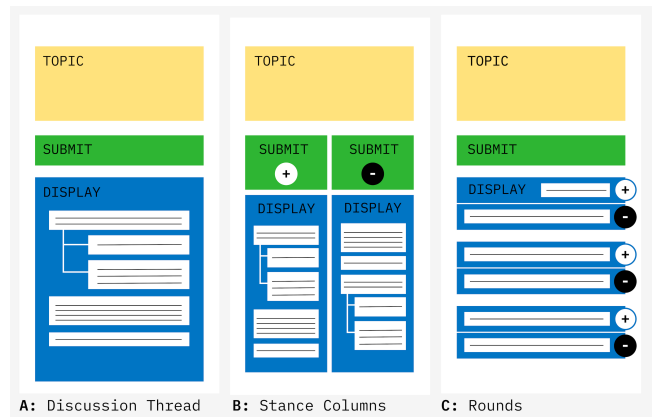 TOPIC
SUBMIT
DISPLAY
A: Discussion Thread
TOPIC
SUBMIT
+
SUBMIT
-
DISPLAY
DISPLAY
B: Stance Columns
TOPIC
SUBMIT
DISPLAY
+
-
+
-
+
-
C: Rounds